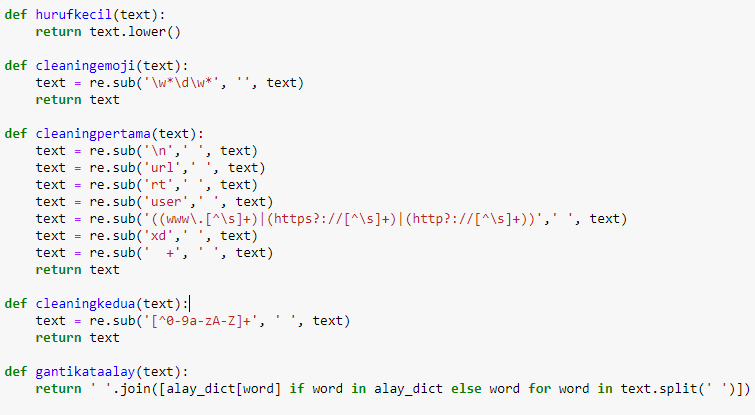 def hurufkecil(text):
    return text.lower()

def cleaningemoji(text):
    text = re.sub('\w*\d\w*', '', text)
    return text

def cleaningpertama(text):
    text = re.sub('\n',' ', text)
    text = re.sub('url',' ', text)
    text = re.sub('rt',' ', text)
    text = re.sub('user',' ', text)
    text = re.sub('((www\.[^\s]+)|(https?://[^\s]+)|(http?://[^\s]+))',' ', text)
    text = re.sub('xd',' ', text)
    text = re.sub('  +', ' ', text)
    return text

def cleaningkedua(text):
    text = re.sub('[^0-9a-zA-Z]+', ' ', text)
    return text

def gantikataalay(text):
    return ' '.join([alay_dict[word] if word in alay_dict else word for word in text.split(' ')])